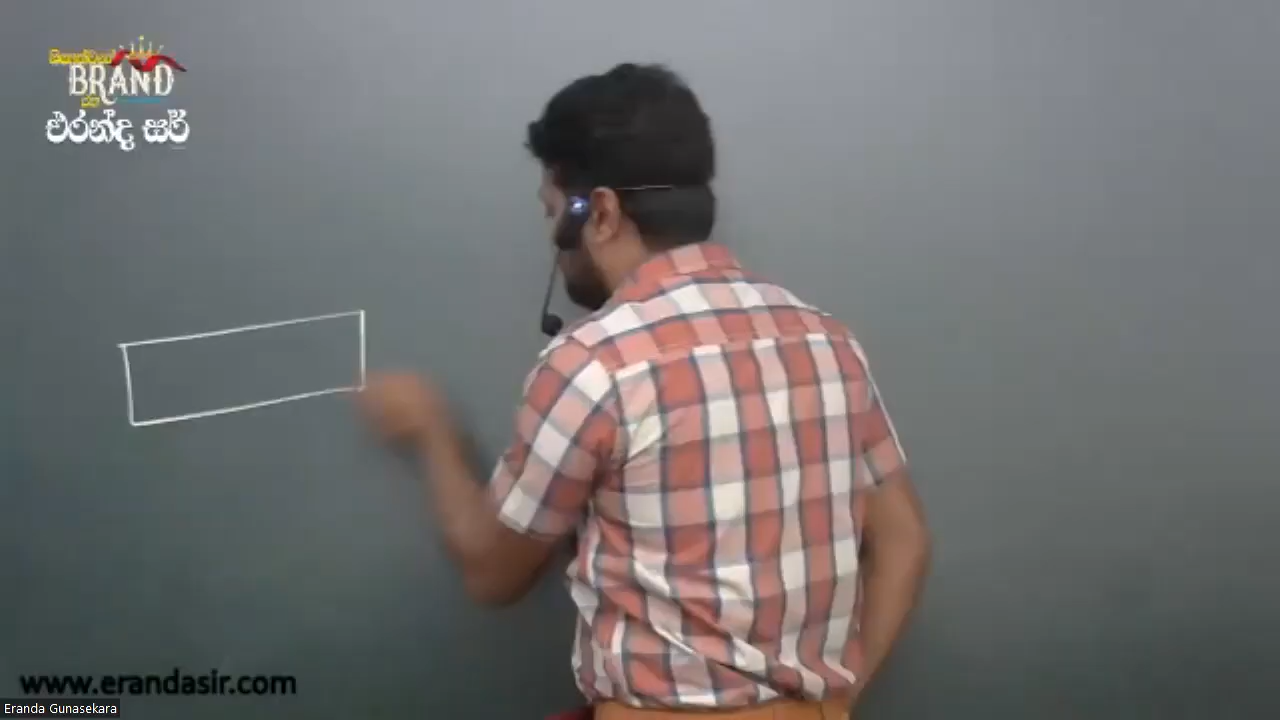 BRAND
එරන්ද සර්
www.erandasir.com
Eranda Gunasekara